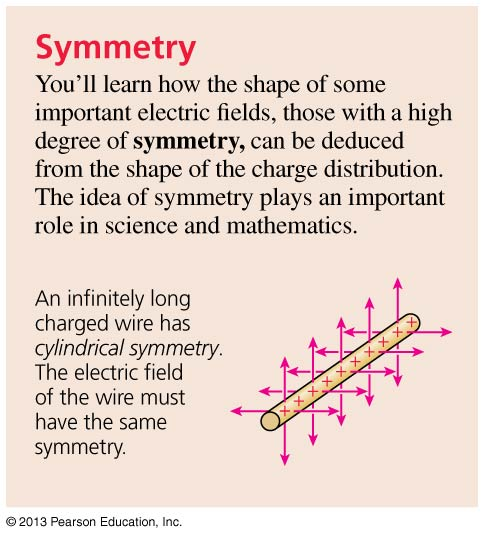 Symmetry
You’ll learn how the shape of some
important electric fields, those with a high
degree of symmetry, can be deduced
from the shape of the charge distribution.
The idea of symmetry plays an important
role in science and mathematics.
An infinitely long
charged wire has
cylindrical symmetry.
The electric field
of the wire must
have the same
symmetry.
© 2013 Pearson Education, Inc.